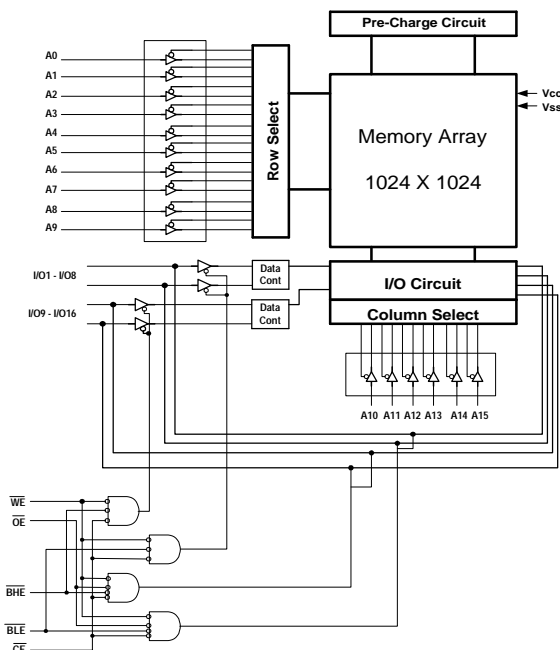 Pre-Charge Circuit
A0
A1
A2
A3
A4
A5
A6
A7
A8
A9
Row Select
Memory Array
1024 X 1024
Vcc
Vss
I/O1 - I/O8
I/O9 - I/O16
Data
Cont
Data
Cont
I/O Circuit
Column Select
A10 A11 A12 A13 A14 A15
WE
OE
BHE
BLE
CE